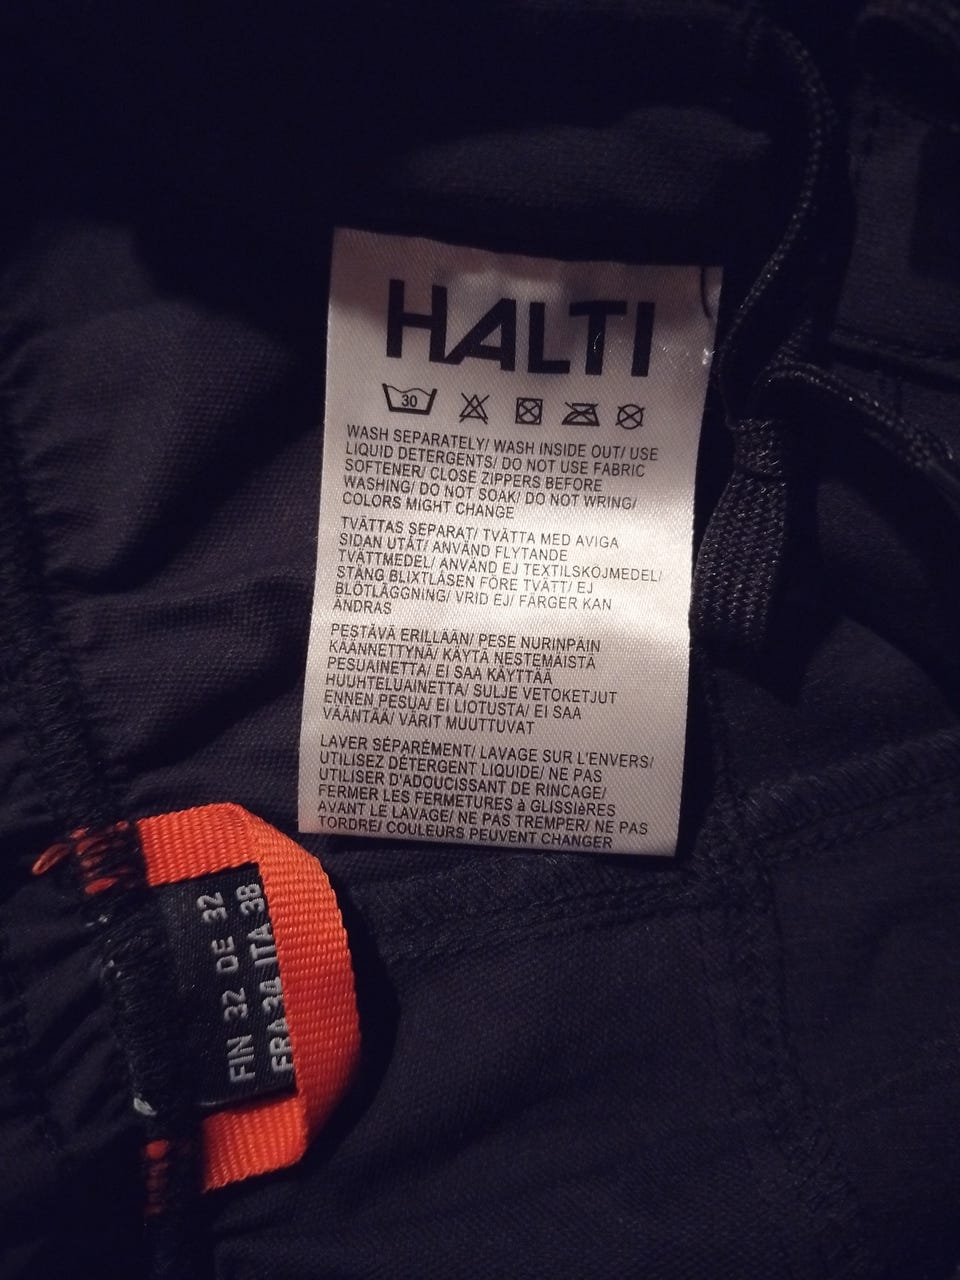 HALTI
30
WASH SEPARATELY/ WASH INSIDE OUT/ USE
LIQUID DETERGENTS/ DO NOT USE FABRIC
SOFTENER/ CLOSE ZIPPERS BEFORE
WASHING/ DO NOT SOAK/ DO NOT WRING/
COLORS MIGHT CHANGE
TVÄTTAS SEPARAT/ TVÄTTA MED AVIGA
SIDAN UTÅT/ ANVÄND FLYTANDE
TVÄTTMEDEL/ ANVÄND EJ TEXTILSKÖJMEDEL/
STÄNG BLIXTLÅSEN FÖRE TVÄTT/ EJ
BLÖTLÄGGNING/ VRID EJ/ FÄRGER KAN
ÄNDRAS
PESTÄVÄ ERILLÄÄN/ PESE NURINPÄIN
KÄÄNNETTYNÄ/ KÄYTÄ NESTEMÄISTÄ
PESUAINETTA/ EI SAA KÄYTTÄÄ
HUUHTELUAINETTA/ SULJE VETOKETJUT
ENNEN PESUA/ EI LIOTUSTA/ EI SAA
VÄÄNTÄÄ/ VÄRIT MUUTTUVAT
LAVER SÉPARÉMENT/ LAVAGE SUR L'ENVERS/
UTILISEZ DÉTERGENT LIQUIDE/ NE PAS
UTILISER D'ADOUCISSANT DE RINCAGE/
FERMER LES FERMETURES à GLISSIèRES
AVANT LE LAVAGE/ NE PAS TREMPER/ NE PAS
TORDRE/ COULEURS PEUVENT CHANGER
FIN 32 DE 32
FRA 34 ITA 38